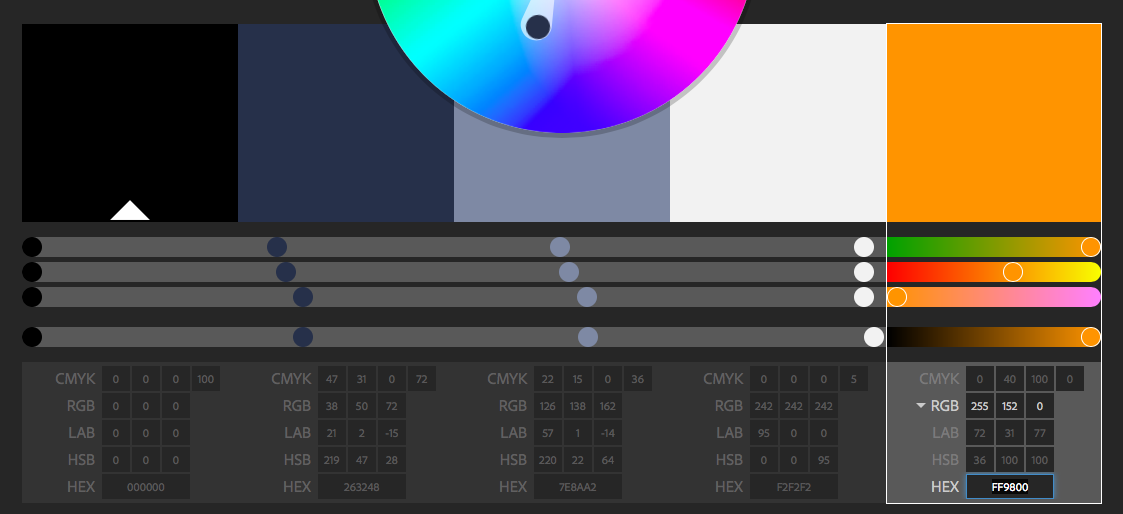 CMYK 0 0 0 100 CMYK 47 31 0 72 CMYK 22 15 0 36 CMYK 0 0 0 5 CMYK 0 40 100 0
RGB 0 0 0 RGB 38 50 72 RGB 126 138 162 RGB 242 242 242 RGB 255 152 0
LAB 0 0 0 LAB 21 2 -15 LAB 57 1 -14 LAB 95 0 0 LAB 72 31 77
HSB 0 0 0 HSB 219 47 28 HSB 220 22 64 HSB 0 0 95 HSB 36 100 100
HEX 000000 HEX 263248 HEX 7E8AA2 HEX F2F2F2 HEX FF9800